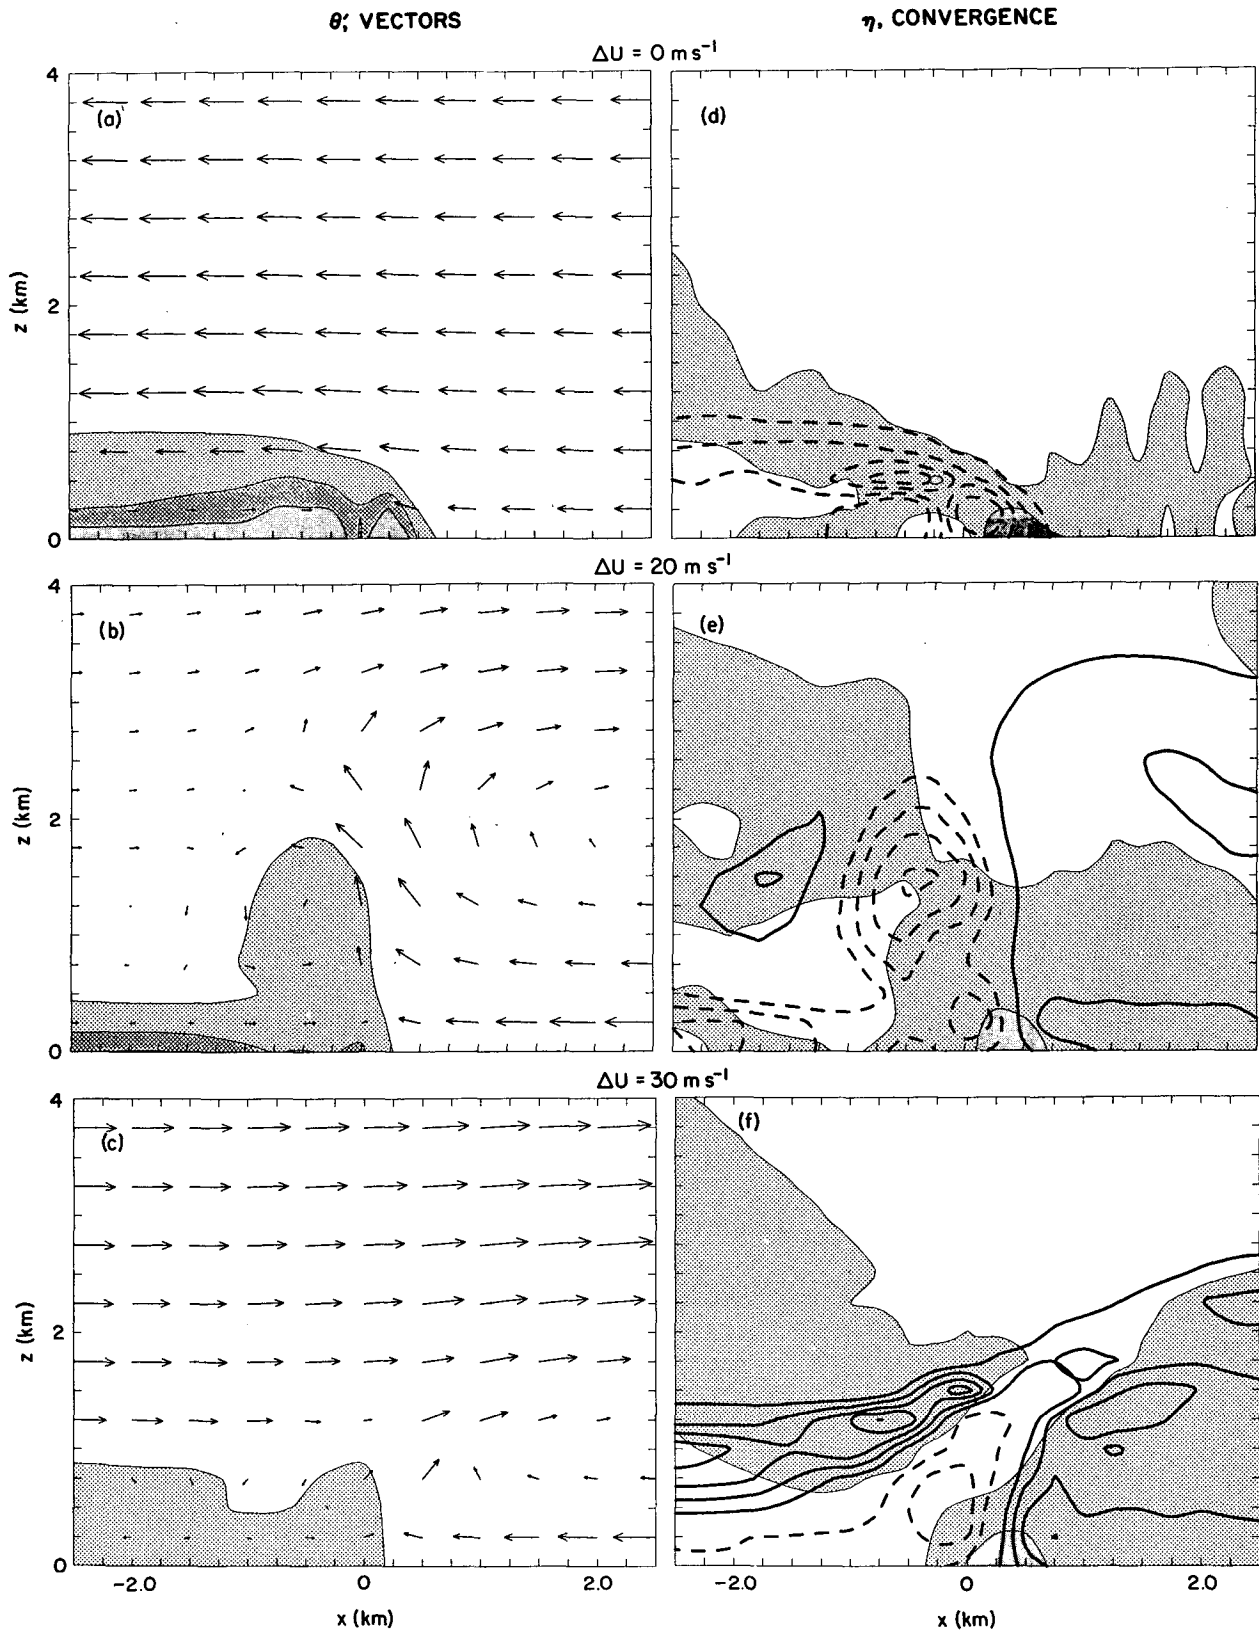 θ′, VECTORS
η, CONVERGENCE
ΔU = 0 m s⁻¹
4
(a)
(d)
z (km)
2
0
ΔU = 20 m s⁻¹
4
(b)
(e)
z (km)
2
0
ΔU = 30 m s⁻¹
4
(c)
(f)
z (km)
2
0
-2.0
0
2.0
-2.0
0
2.0
x (km)
x (km)